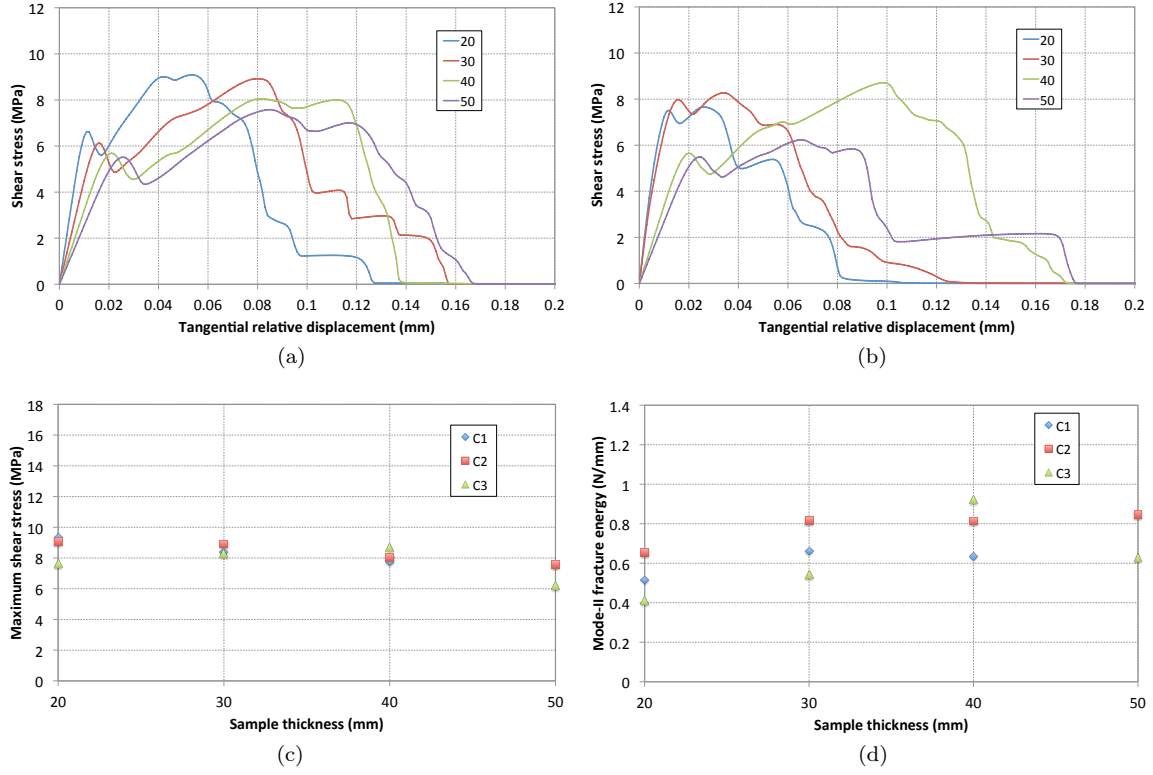 12
10
8
6
4
2
0
Shear stress (MPa)
20
30
40
50
0 0.02 0.04 0.06 0.08 0.1 0.12 0.14 0.16 0.18 0.2
Tangential relative displacement (mm)
(a)
12
10
8
6
4
2
0
Shear stress (MPa)
20
30
40
50
0 0.02 0.04 0.06 0.08 0.1 0.12 0.14 0.16 0.18 0.2
Tangential relative displacement (mm)
(b)
18
16
14
12
10
8
6
4
2
0
Maximum shear stress (MPa)
C1
C2
C3
20 30 40 50
Sample thickness (mm)
(c)
1.4
1.2
1
0.8
0.6
0.4
0.2
0
Mode-II fracture energy (N/mm)
C1
C2
C3
20 30 40 50
Sample thickness (mm)
(d)